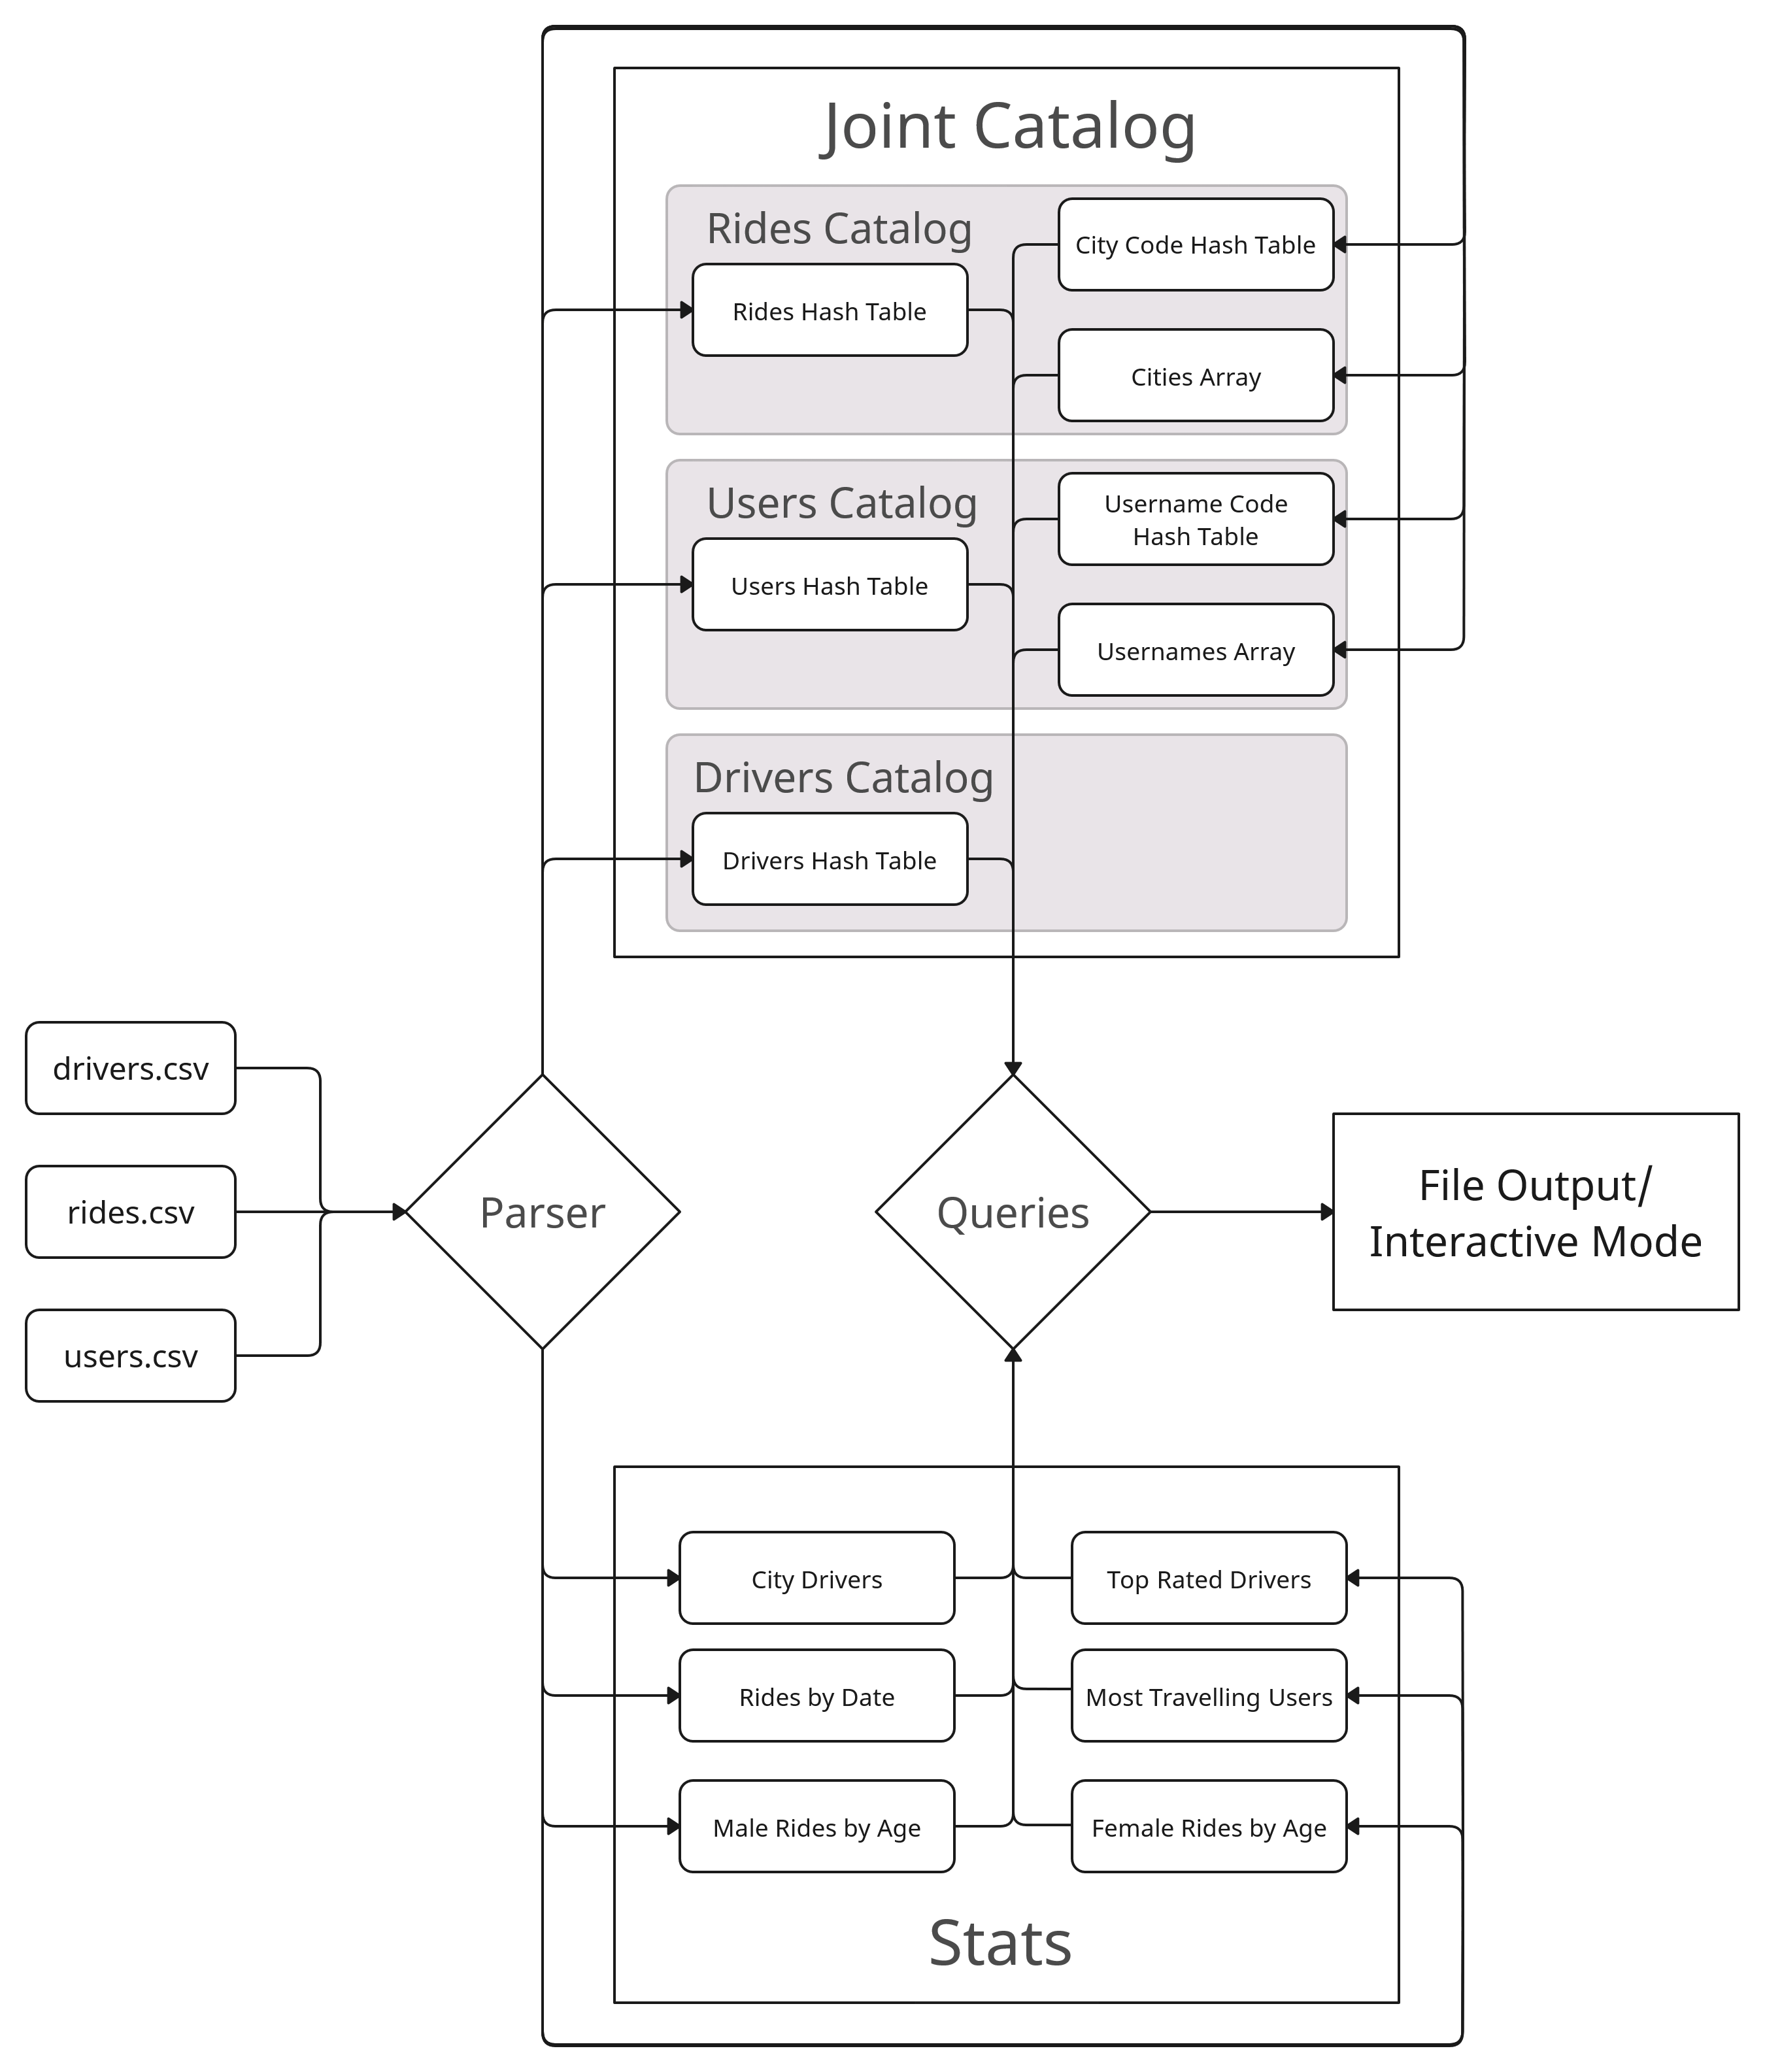 Joint Catalog
Rides Catalog
City Code Hash Table
Rides Hash Table
Cities Array
Users Catalog
Username Code
Hash Table
Users Hash Table
Usernames Array
Drivers Catalog
Drivers Hash Table
drivers.csv
rides.csv
users.csv
Parser
Queries
File Output/
Interactive Mode
City Drivers
Top Rated Drivers
Rides by Date
Most Travelling Users
Male Rides by Age
Female Rides by Age
Stats